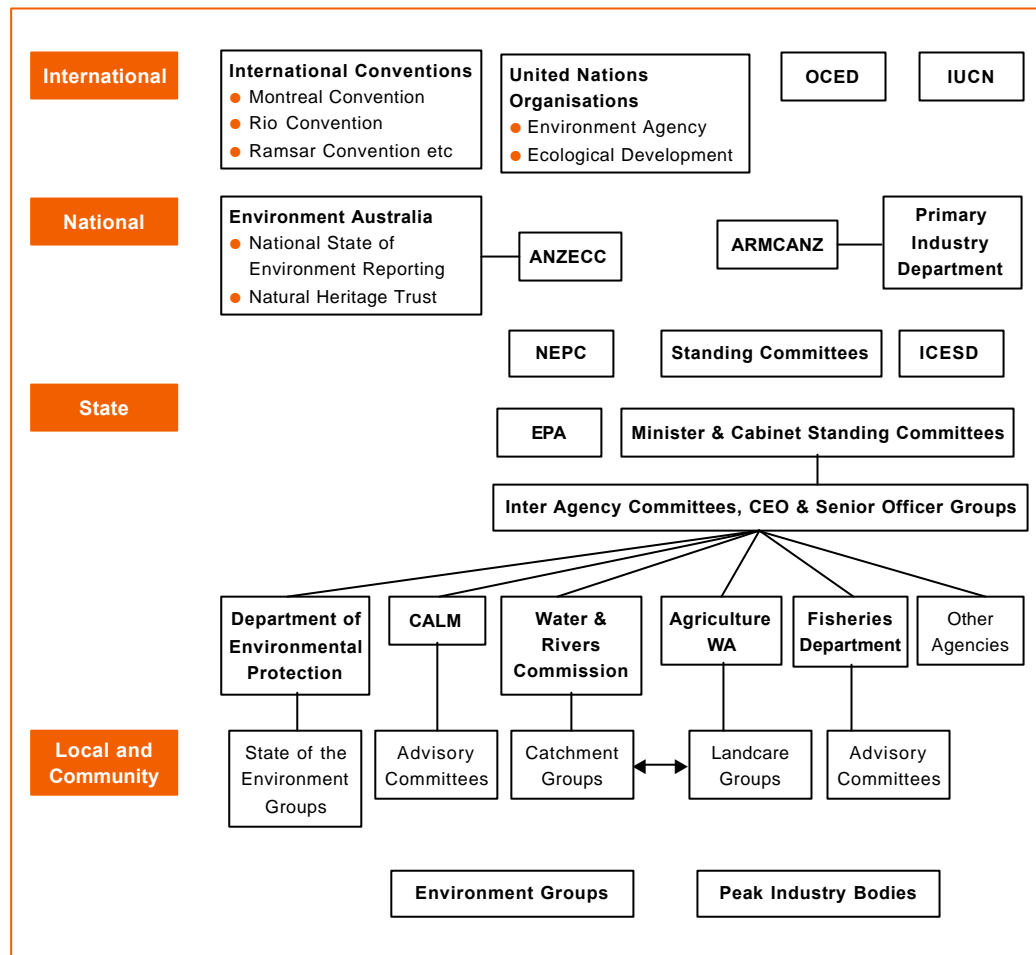 International
International Conventions
Montreal Convention
Rio Convention
Ramsar Convention etc
United Nations
Organisations
Environment Agency
Ecological Development
OCED
IUCN
National
Environment Australia
National State of
Environment Reporting
Natural Heritage Trust
ANZECC
ARMCANZ
Primary
Industry
Department
NEPC
Standing Committees
ICESD
State
EPA
Minister & Cabinet Standing Committees
Inter Agency Committees, CEO & Senior Officer Groups
Department of
Environmental
Protection
CALM
Water &
Rivers
Commission
Agriculture
WA
Fisheries
Department
Other
Agencies
Local and
Community
State of the
Environment
Groups
Advisory
Committees
Catchment
Groups
Landcare
Groups
Advisory
Committees
Environment Groups
Peak Industry Bodies